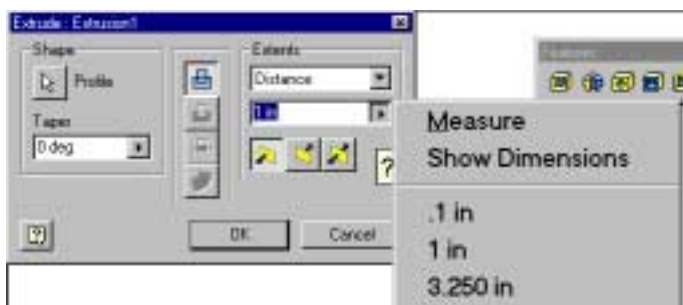 Extrude : Extrusion1
Shape
Profile
Taper
0 deg
Extents
Distance
1 in
?
OK
Cancel
Features
Measure
Show Dimensions
.1 in
1 in
3.250 in